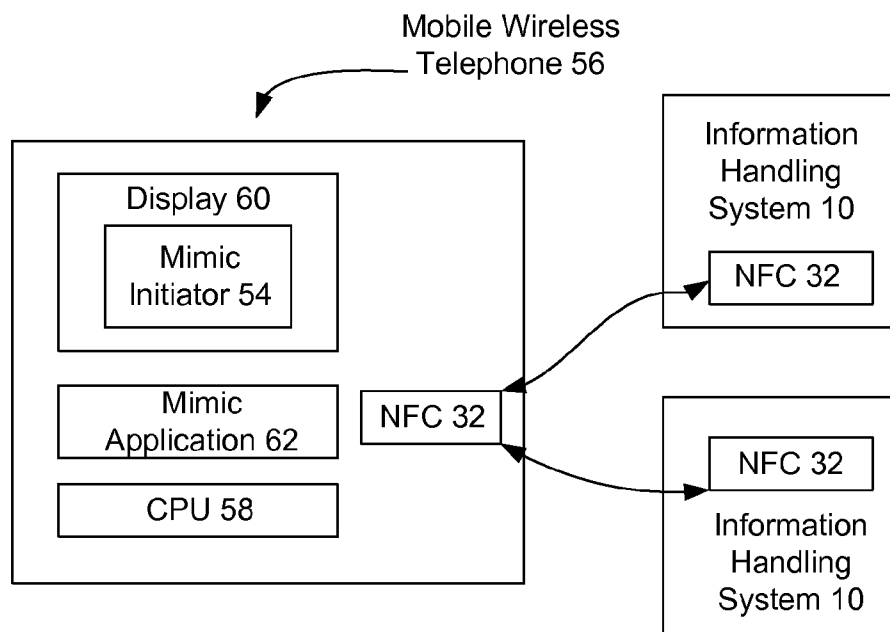 Mobile Wireless
Telephone 56
Display 60
Mimic
Initiator 54
Mimic
Application 62
CPU 58
NFC 32
Information
Handling
System 10
NFC 32
NFC 32
Information
Handling
System 10